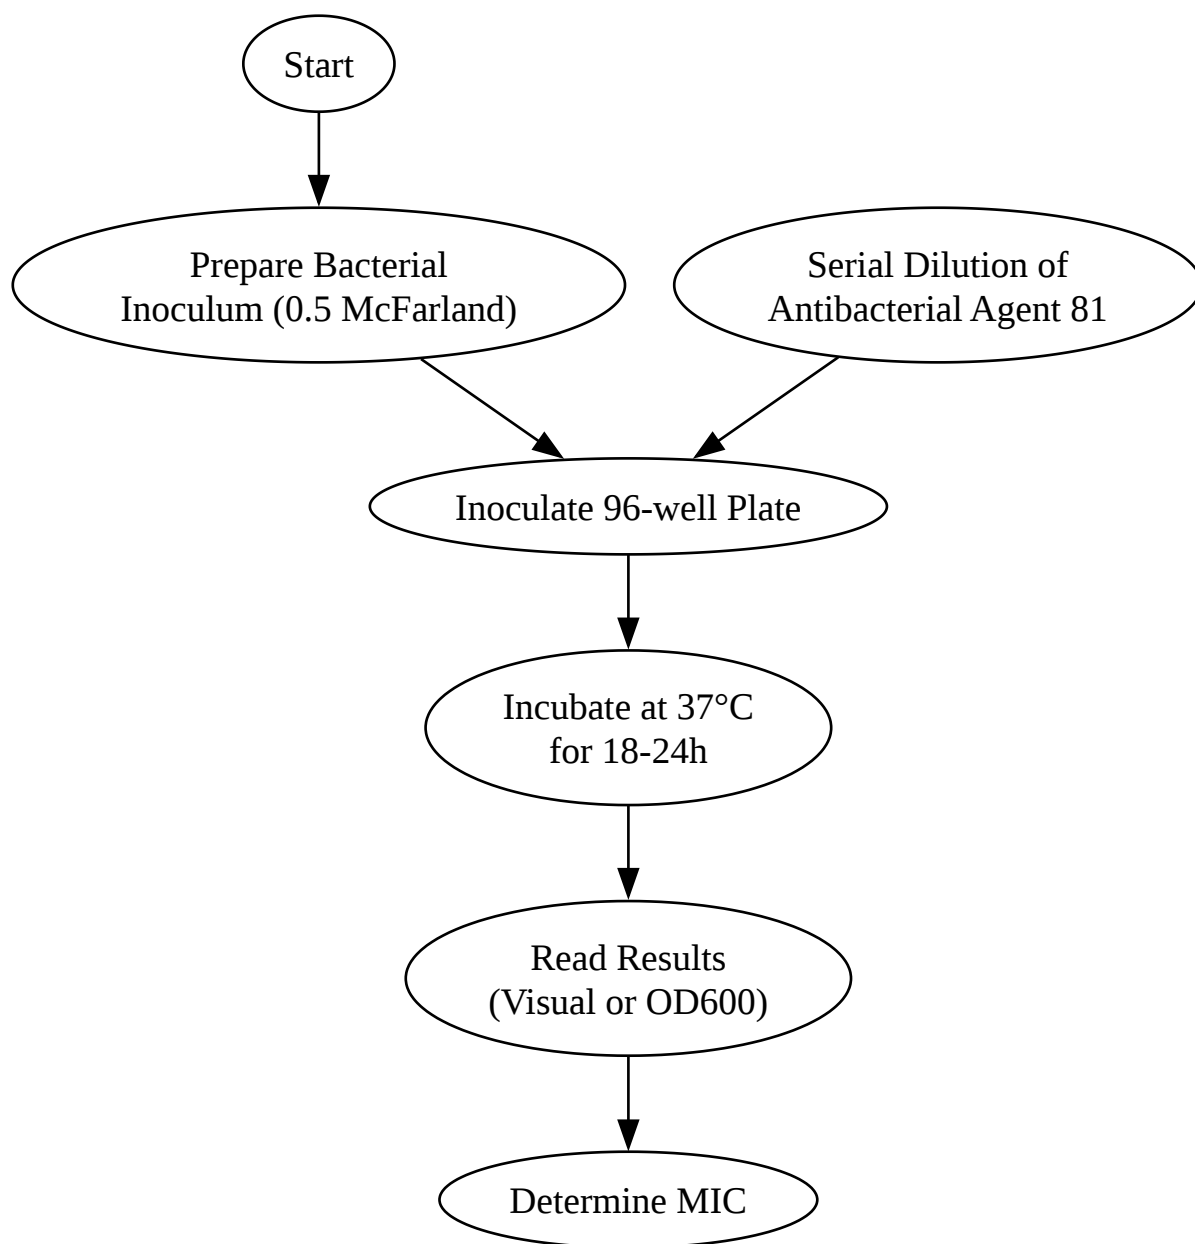 Start
Prepare Bacterial
Inoculum (0.5 McFarland)
Serial Dilution of
Antibacterial Agent 81
Inoculate 96-well Plate
Incubate at 37°C
for 18-24h
Read Results
(Visual or OD600)
Determine MIC